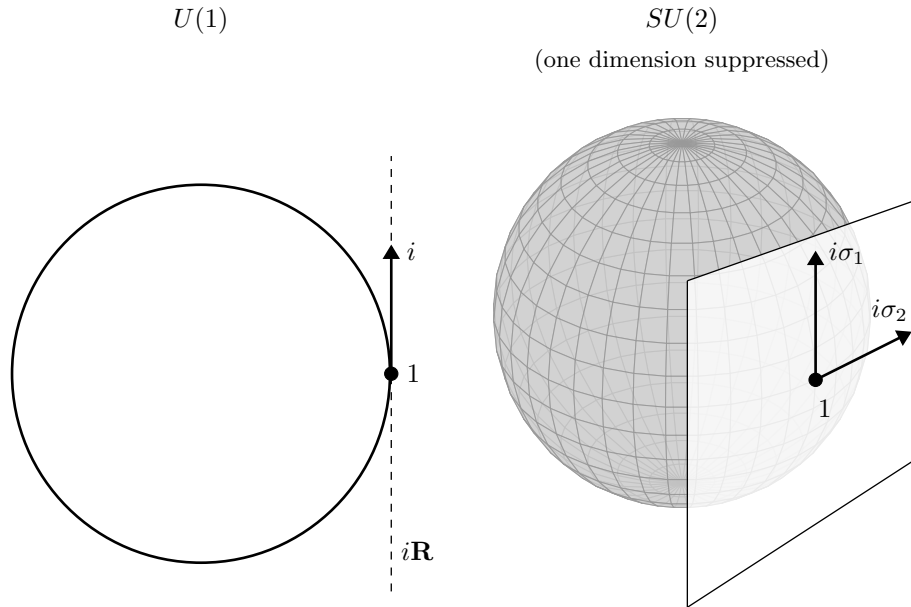 U(1)
i
1
iR
SU(2)
(one dimension suppressed)
iσ₁
iσ₂
1